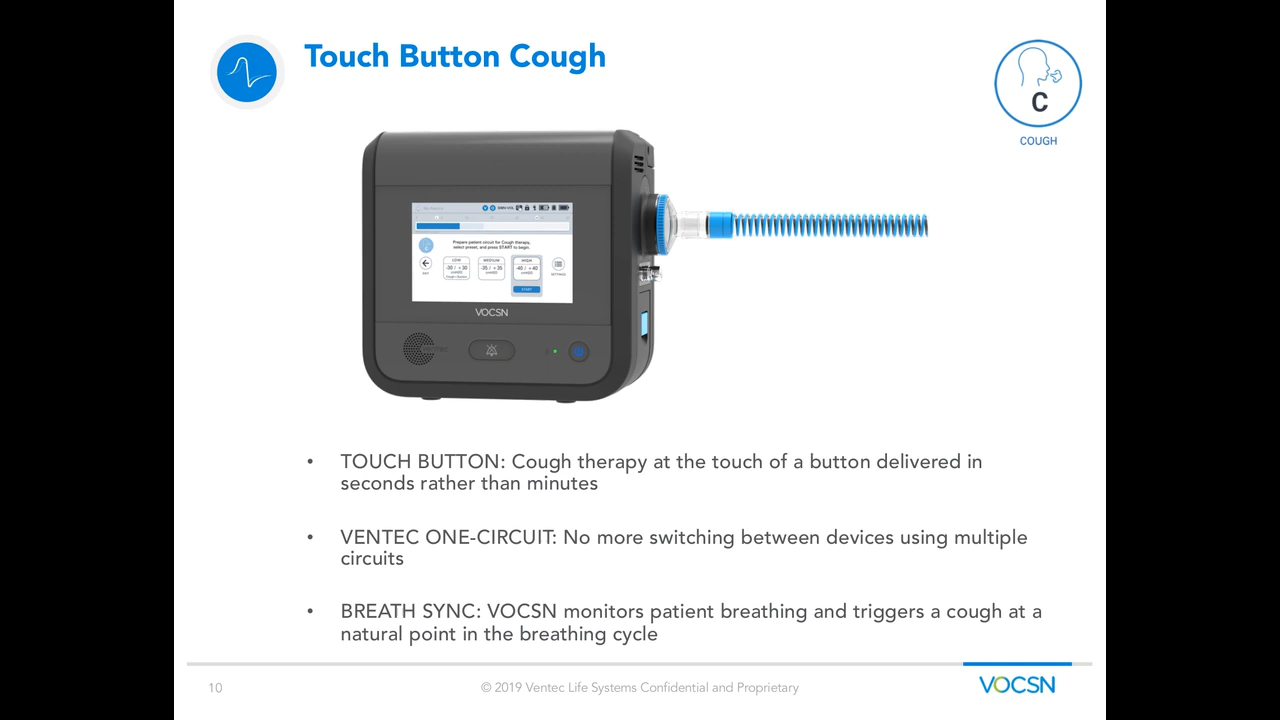 Touch Button Cough
C
COUGH
Prepare patient circuit for Cough therapy,
select preset, and press START to begin.
LOW
MEDIUM
HIGH
-30 / +30
-35 / +35
-40 / +40
START
VOCSN
• TOUCH BUTTON: Cough therapy at the touch of a button delivered in
seconds rather than minutes
• VENTEC ONE-CIRCUIT: No more switching between devices using multiple
circuits
• BREATH SYNC: VOCSN monitors patient breathing and triggers a cough at a
natural point in the breathing cycle
10
© 2019 Ventec Life Systems Confidential and Proprietary
VOCSN